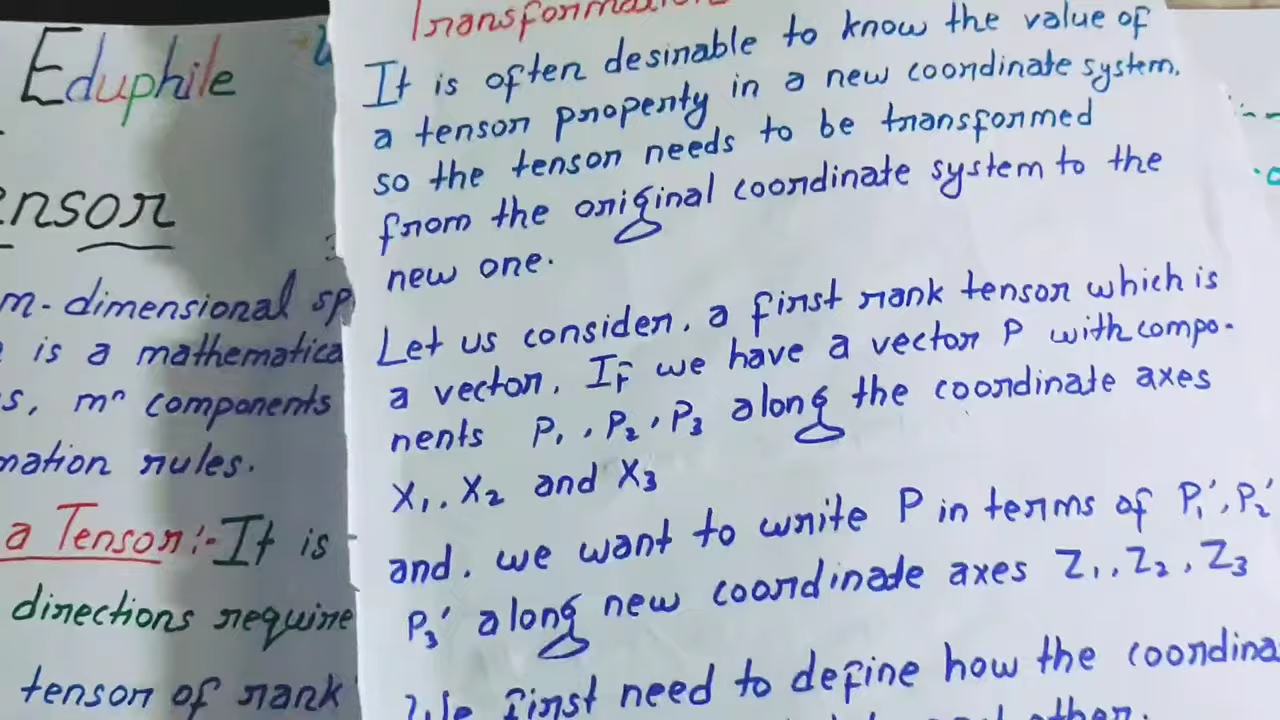 Eduphile
ensor
m-dimensional sp
is a mathematica
s, mⁿ components
mation rules.
a Tensor:- It is
directions require
tensor of rank
Transformation
It is often desirable to know the value of
a tensor property in a new coordinate system.
so the tensor needs to be transformed
from the original coordinate system to the
new one.
Let us consider, a first rank tensor which is
a vector. If we have a vector P with compo-
nents P₁, P₂, P₃ along the coordinate axes
X₁, X₂ and X₃
and, we want to write P in terms of P₁', P₂'
P₃' along new coordinate axes Z₁, Z₂, Z₃
We first need to define how the coordina
other.